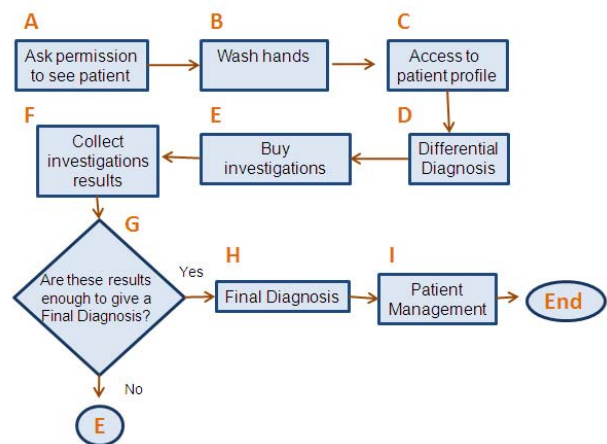 A
Ask permission
to see patient
B
Wash hands
C
Access to
patient profile
F
Collect
investigations
results
E
Buy
investigations
D
Differential
Diagnosis
G
Are these results
enough to give a
Final Diagnosis?
Yes
H
Final Diagnosis
I
Patient
Management
End
No
E